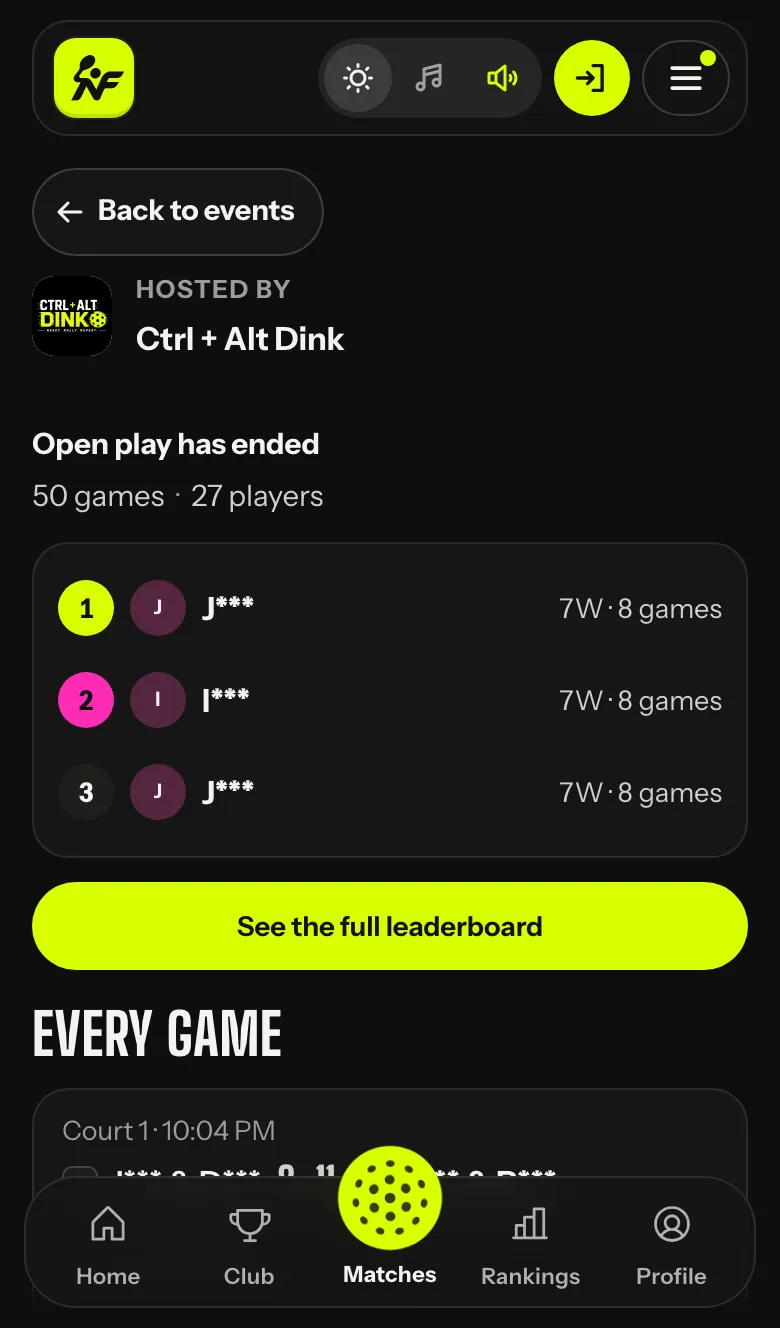 NF
Back to events
CTRL+ALT
DINK
HOSTED BY
Ctrl + Alt Dink
Open play has ended
50 games · 27 players
1 J J*** 7W · 8 games
2 I I*** 7W · 8 games
3 J J*** 7W · 8 games
See the full leaderboard
EVERY GAME
Court 1 · 10:04 PM
Home
Club
Matches
Rankings
Profile